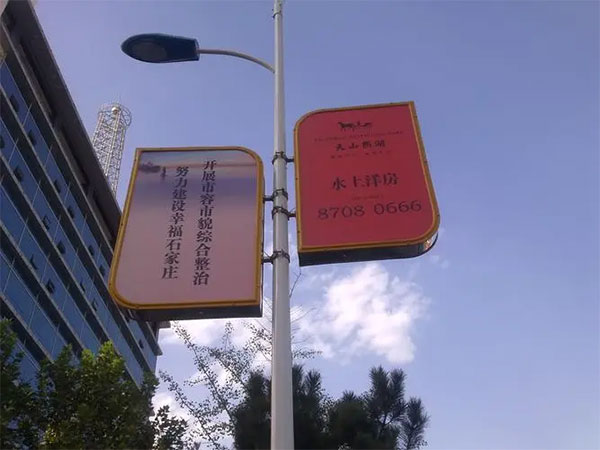 开展市容市貌综合整治
努力建设幸福石家庄
天山熙湖
水上洋房
8708 0666